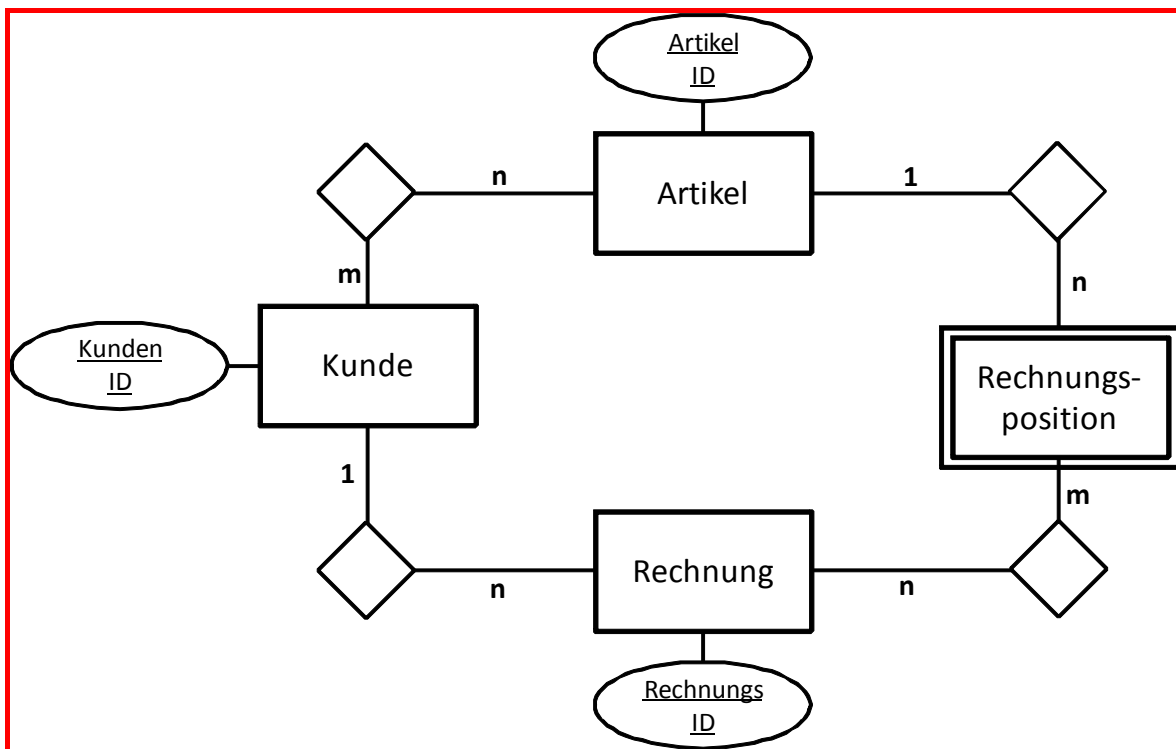 Artikel
ID
n
Artikel
1
m
n
Kunden
ID
Kunde
Rechnungs-
position
1
m
n
Rechnung
n
Rechnungs
ID